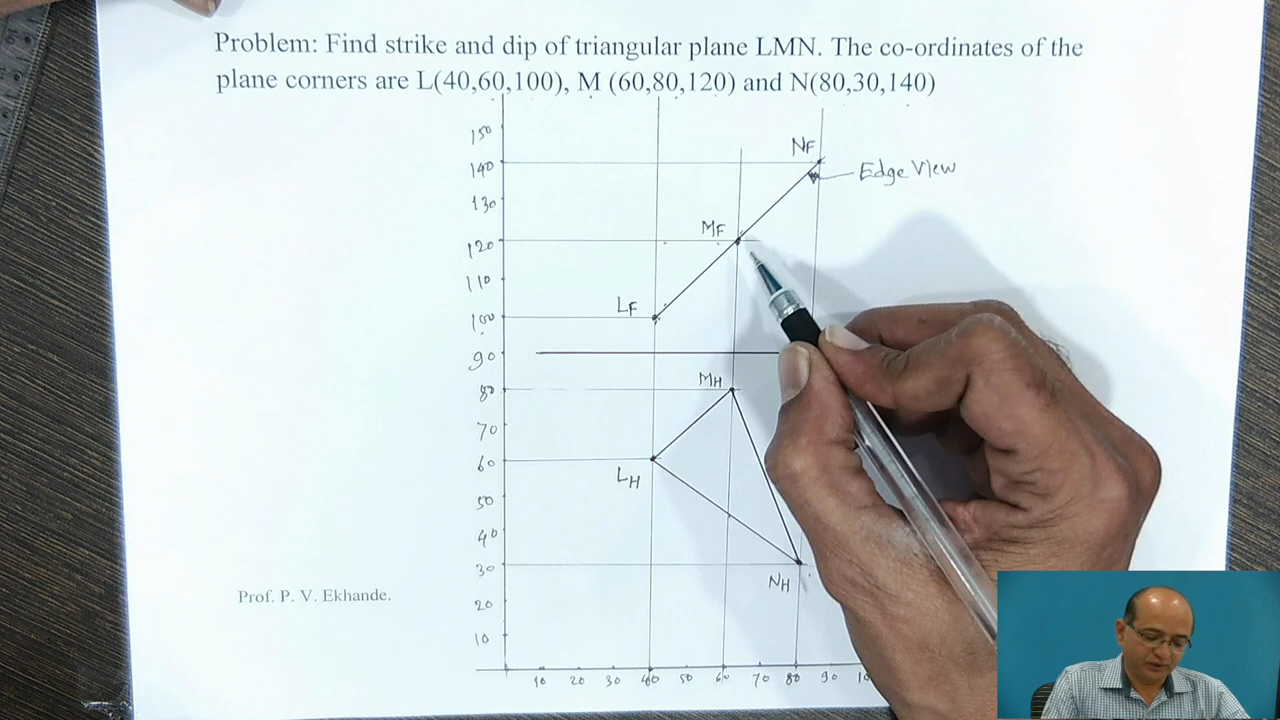 Problem: Find strike and dip of triangular plane LMN. The co-ordinates of the
plane corners are L(40,60,100), M (60,80,120) and N(80,30,140)
150
NF
140
Edge View
130
MF
120
110
LF
100
90
MH
80
70
60
LH
50
40
30
NH
Prof. P. V. Ekhande.
20
10
10 20 30 40 50 60 70 80 90